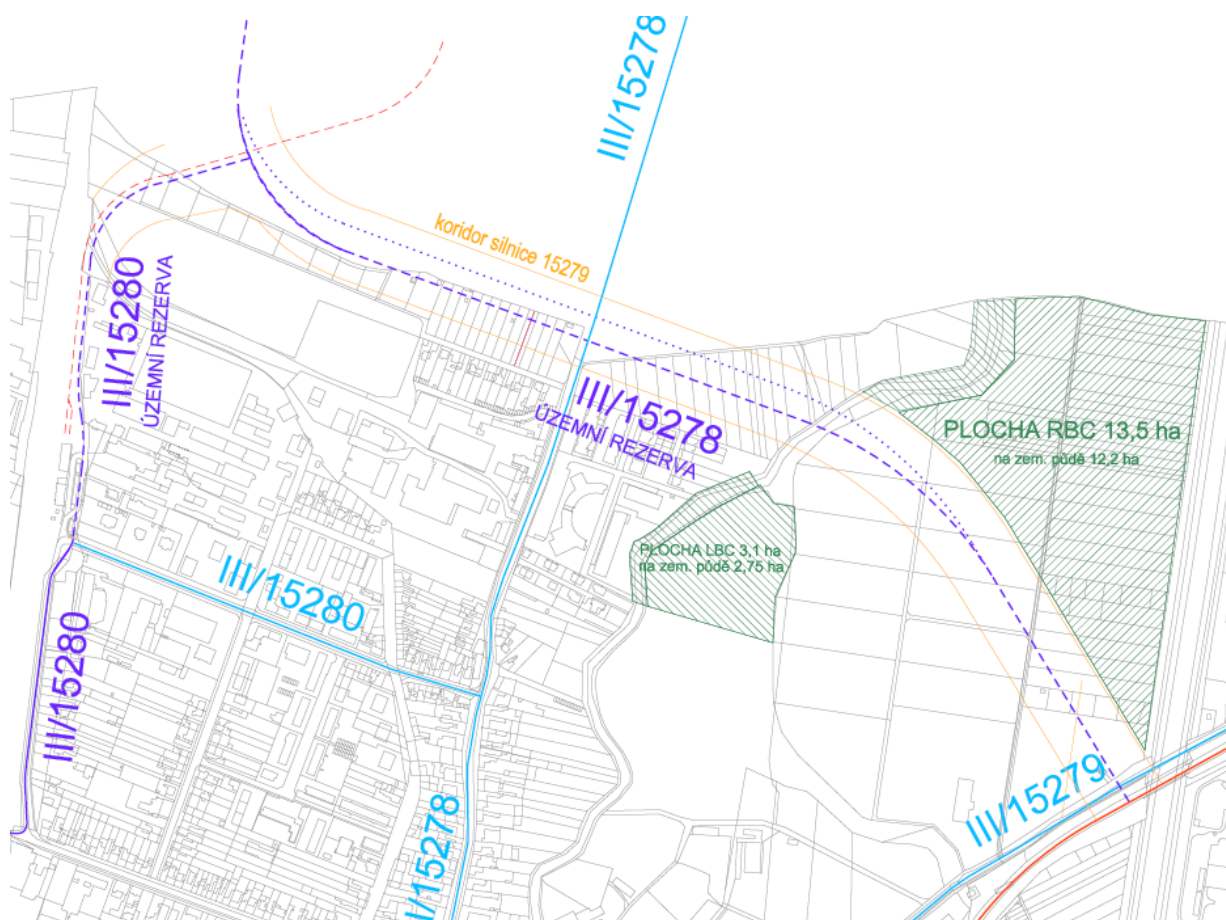 III/15278
koridor silnice 15279
III/15280
ÚZEMNÍ REZERVA
III/15278
ÚZEMNÍ REZERVA
PLOCHA RBC 13,5 ha
na zem. půdě 12,2 ha
PLOCHA LBC 3,1 ha
na zem. půdě 2,75 ha
III/15280
III/15280
III/15279
III/15278